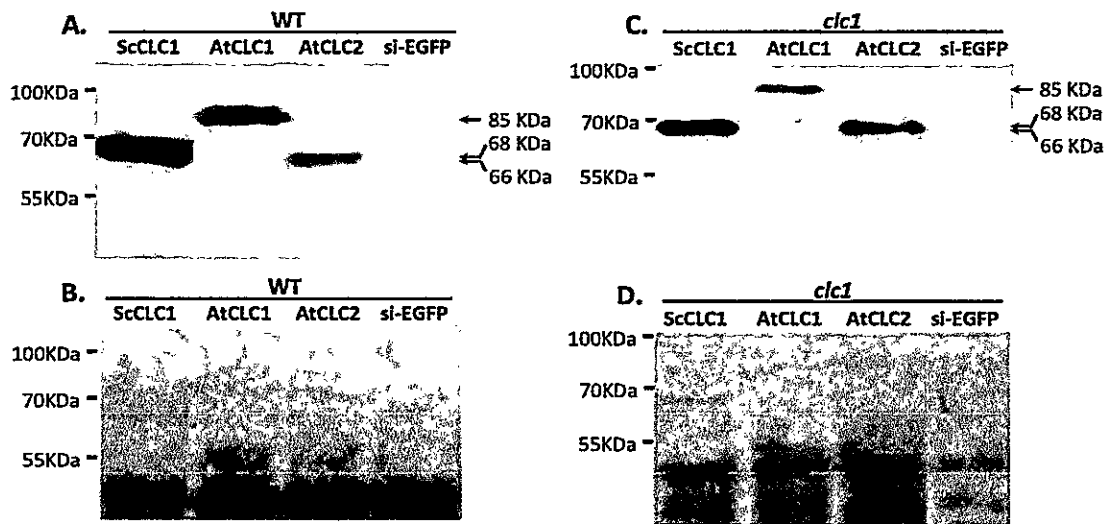 A.
WT
ScCLC1 AtCLC1 AtCLC2 si-EGFP
100KDa
70KDa
55KDa
85 KDa
68 KDa
66 KDa
C.
clc1
ScCLC1 AtCLC1 AtCLC2 si-EGFP
100KDa
70KDa
55KDa
85 KDa
68 KDa
66 KDa
B.
WT
ScCLC1 AtCLC1 AtCLC2 si-EGFP
100KDa
70KDa
55KDa
D.
clc1
ScCLC1 AtCLC1 AtCLC2 si-EGFP
100KDa
70KDa
55KDa